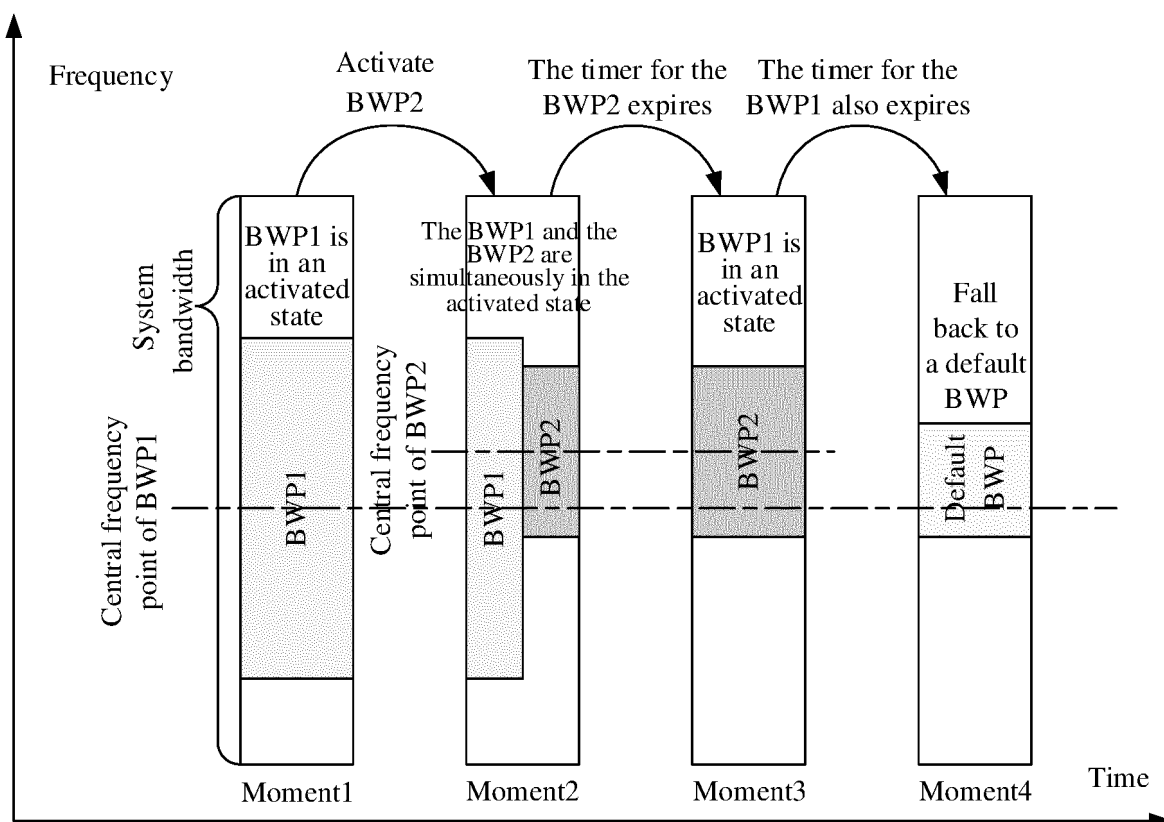 Frequency
Activate
BWP2
The timer for the
BWP2 expires
The timer for the
BWP1 also expires
System
bandwidth
BWP1 is
in an
activated
state
The BWP1 and the
BWP2 are
simultaneously in the
activated state
BWP1 is
in an
activated
state
Fall
back to
a default
BWP
Central frequency
point of BWP1
BWP1
Central frequency
point of BWP2
BWP1
BWP2
BWP2
Default
BWP
Moment1
Moment2
Moment3
Moment4
Time